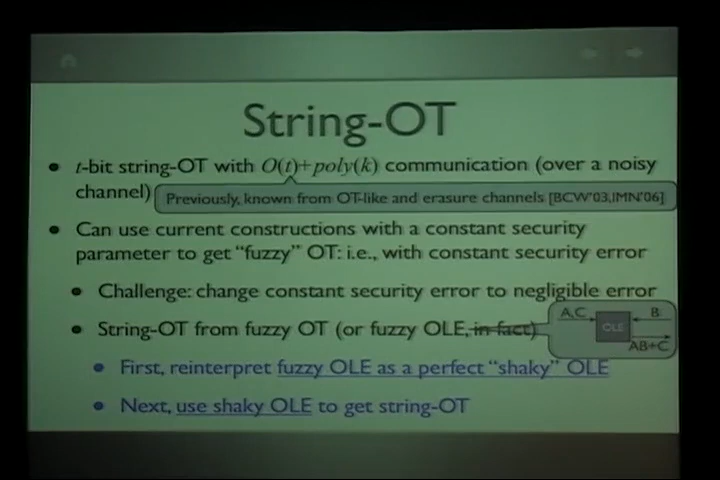 String-OT
• t-bit string-OT with O(t)+poly(k) communication (over a noisy
channel)
Previously, known from OT-like and erasure channels [BCW'03,IMN'06]
• Can use current constructions with a constant security
parameter to get "fuzzy" OT: i.e., with constant security error
• Challenge: change constant security error to negligible error
• String-OT from fuzzy OT (or fuzzy OLE, in fact)
A,C
B
OLE
AB+C
• First, reinterpret fuzzy OLE as a perfect "shaky" OLE
• Next, use shaky OLE to get string-OT